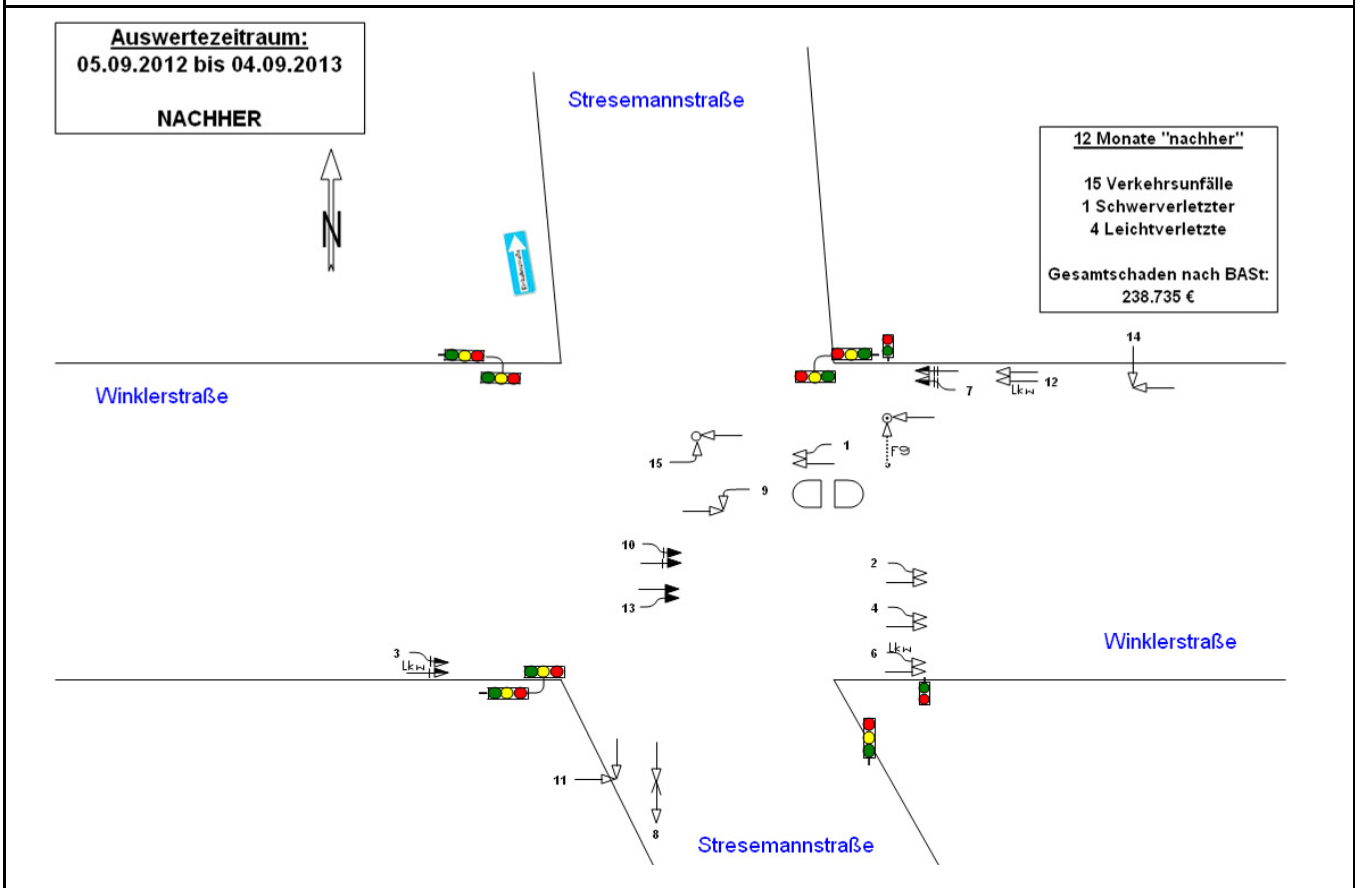 Auswertezeitraum:
05.09.2012 bis 04.09.2013
NACHHER
Stresemannstraße
12 Monate "nachher"
15 Verkehrsunfälle
1 Schwerverletzter
4 Leichtverletzte
Gesamtschaden nach BASt:
238.735 €
N
Einbahnstraße
14
Winklerstraße
7
12
Lkw
1
Fg
15
9
10
2
13
4
Winklerstraße
3
Lkw
6
Lkw
11
8
Stresemannstraße